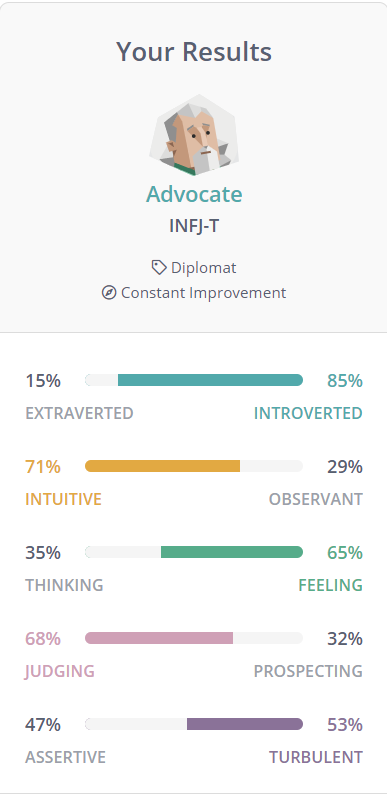 Your Results
Advocate
INFJ-T
Diplomat
Constant Improvement
15% 85%
EXTRAVERTED INTROVERTED
71% 29%
INTUITIVE OBSERVANT
35% 65%
THINKING FEELING
68% 32%
JUDGING PROSPECTING
47% 53%
ASSERTIVE TURBULENT